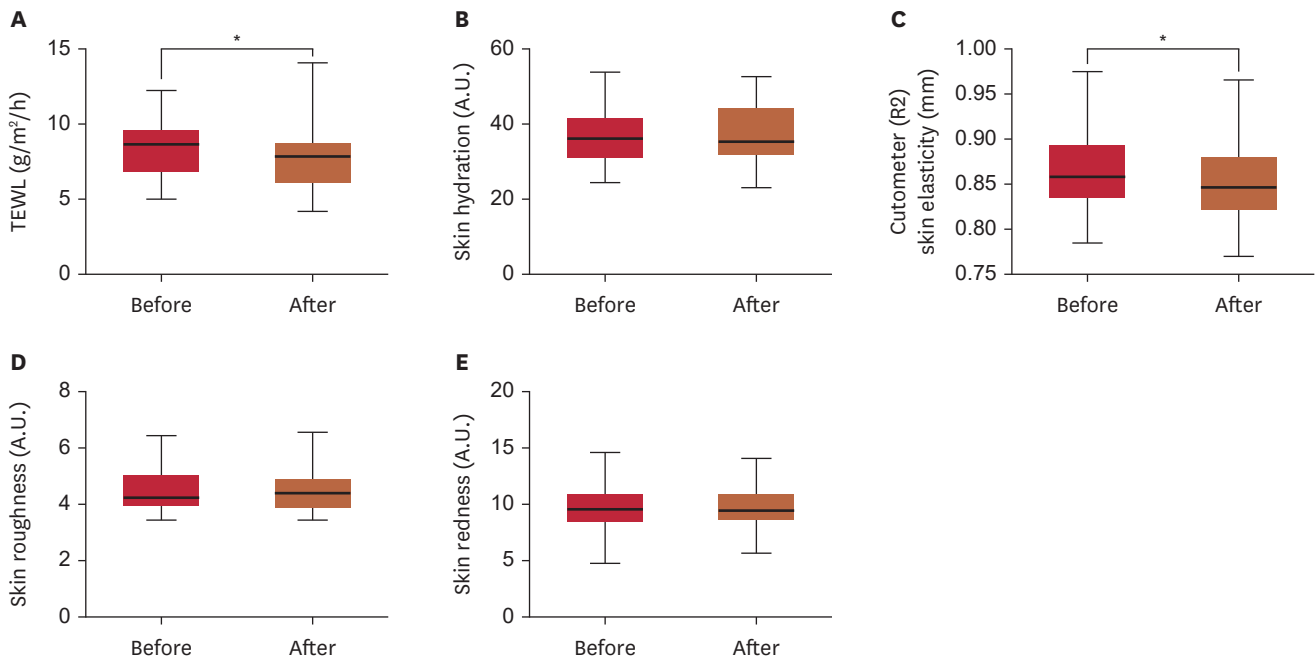 A
TEWL (g/m²/h)
15
10
5
0
*
Before
After
B
Skin hydration (A.U.)
60
40
20
0
Before
After
C
Cutometer (R2)
skin elasticity (mm)
1.00
0.95
0.90
0.85
0.80
0.75
*
Before
After
D
Skin roughness (A.U.)
8
6
4
2
0
Before
After
E
Skin redness (A.U.)
20
15
10
5
0
Before
After